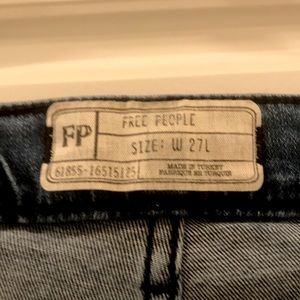 FREE PEOPLE
FP
SIZE: W 27L
61855-16515125
MADE IN TURKEY
FABRIQUE EN TURQUIE